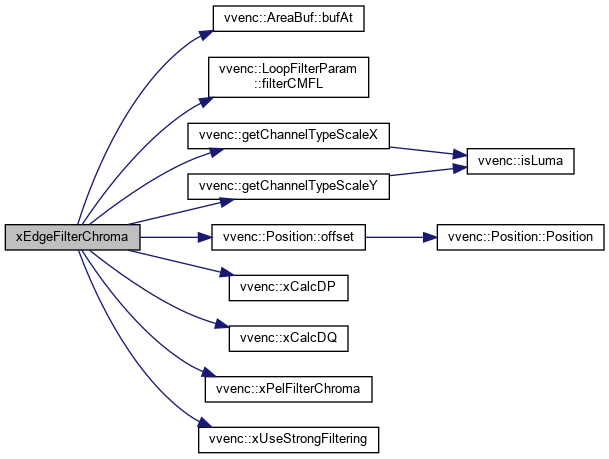 vvenc::AreaBuf::bufAt
vvenc::LoopFilterParam
::filterCMFL
vvenc::getChannelTypeScaleX
vvenc::isLuma
vvenc::getChannelTypeScaleY
xEdgeFilterChroma
vvenc::Position::offset
vvenc::Position::Position
vvenc::xCalcDP
vvenc::xCalcDQ
vvenc::xPelFilterChroma
vvenc::xUseStrongFiltering